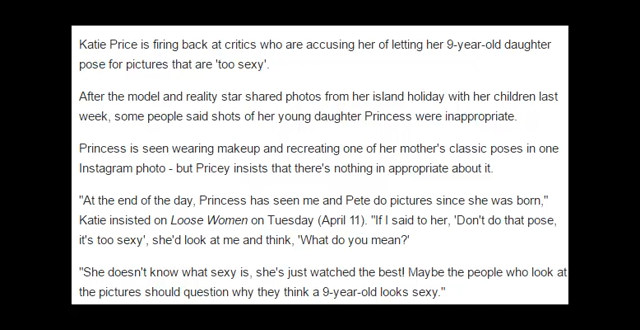 Katie Price is firing back at critics who are accusing her of letting her 9-year-old daughter
pose for pictures that are 'too sexy'.
After the model and reality star shared photos from her island holiday with her children last
week, some people said shots of her young daughter Princess were inappropriate.
Princess is seen wearing makeup and recreating one of her mother's classic poses in one
Instagram photo - but Pricey insists that there's nothing in appropriate about it.
"At the end of the day, Princess has seen me and Pete do pictures since she was born,"
Katie insisted on Loose Women on Tuesday (April 11). "If I said to her, 'Don't do that pose,
it's too sexy', she'd look at me and think, 'What do you mean?'
"She doesn't know what sexy is, she's just watched the best! Maybe the people who look at
the pictures should question why they think a 9-year-old looks sexy."